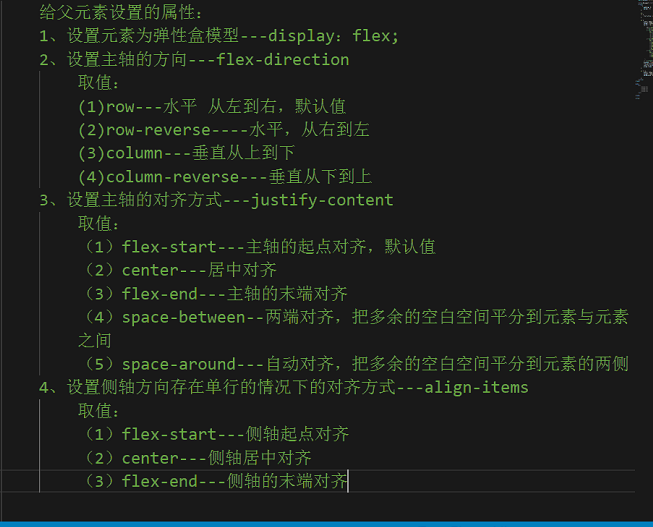 给父元素设置的属性：
1、设置元素为弹性盒模型---display：flex;
2、设置主轴的方向---flex-direction
取值：
(1)row---水平 从左到右，默认值
(2)row-reverse----水平，从右到左
(3)column---垂直从上到下
(4)column-reverse---垂直从下到上
3、设置主轴的对齐方式---justify-content
取值：
（1）flex-start---主轴的起点对齐，默认值
（2）center---居中对齐
（3）flex-end---主轴的末端对齐
（4）space-between--两端对齐，把多余的空白空间平分到元素与元素
之间
（5）space-around---自动对齐，把多余的空白空间平分到元素的两侧
4、设置侧轴方向存在单行的情况下的对齐方式---align-items
取值：
（1）flex-start---侧轴起点对齐
（2）center---侧轴居中对齐
（3）flex-end---侧轴的末端对齐